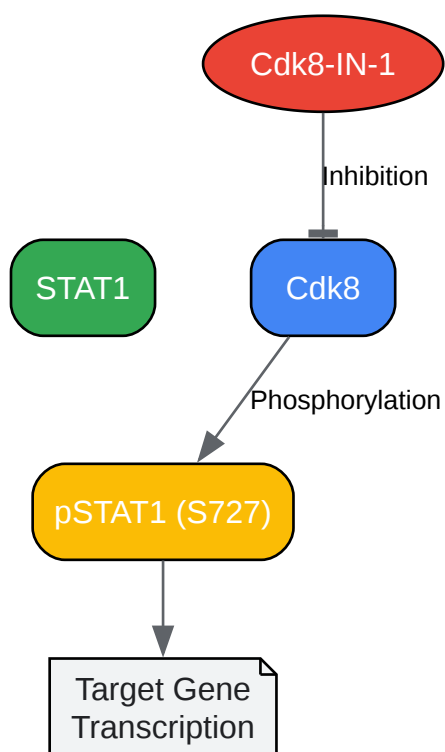 Cdk8-IN-1
Inhibition
STAT1
Cdk8
Phosphorylation
pSTAT1 (S727)
Target Gene
Transcription